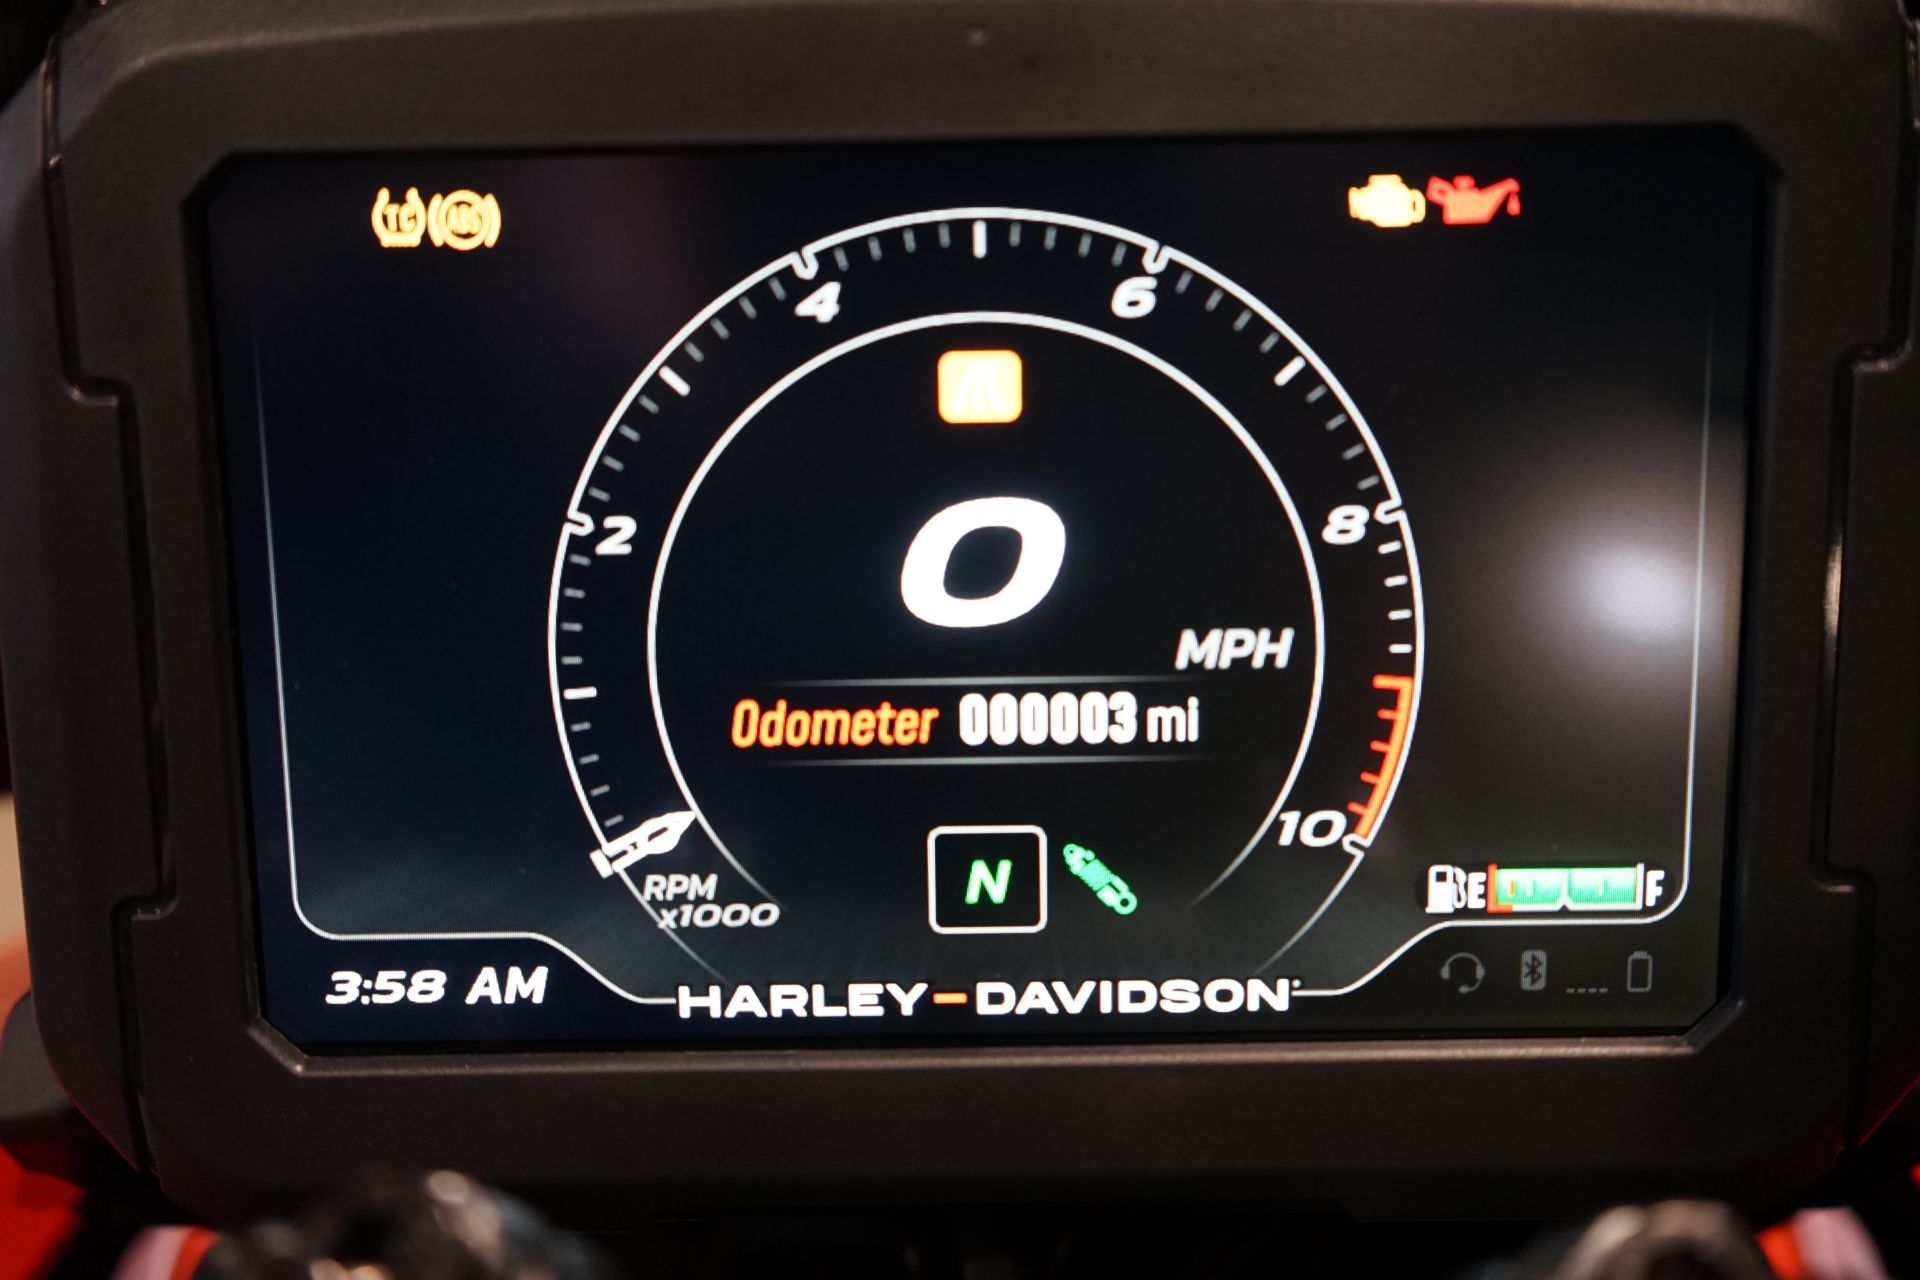 TC ABS
4 6
2 8
0
MPH
Odometer 000003 mi
10
RPM
x1000
N
E F
3:58 AM
HARLEY-DAVIDSON